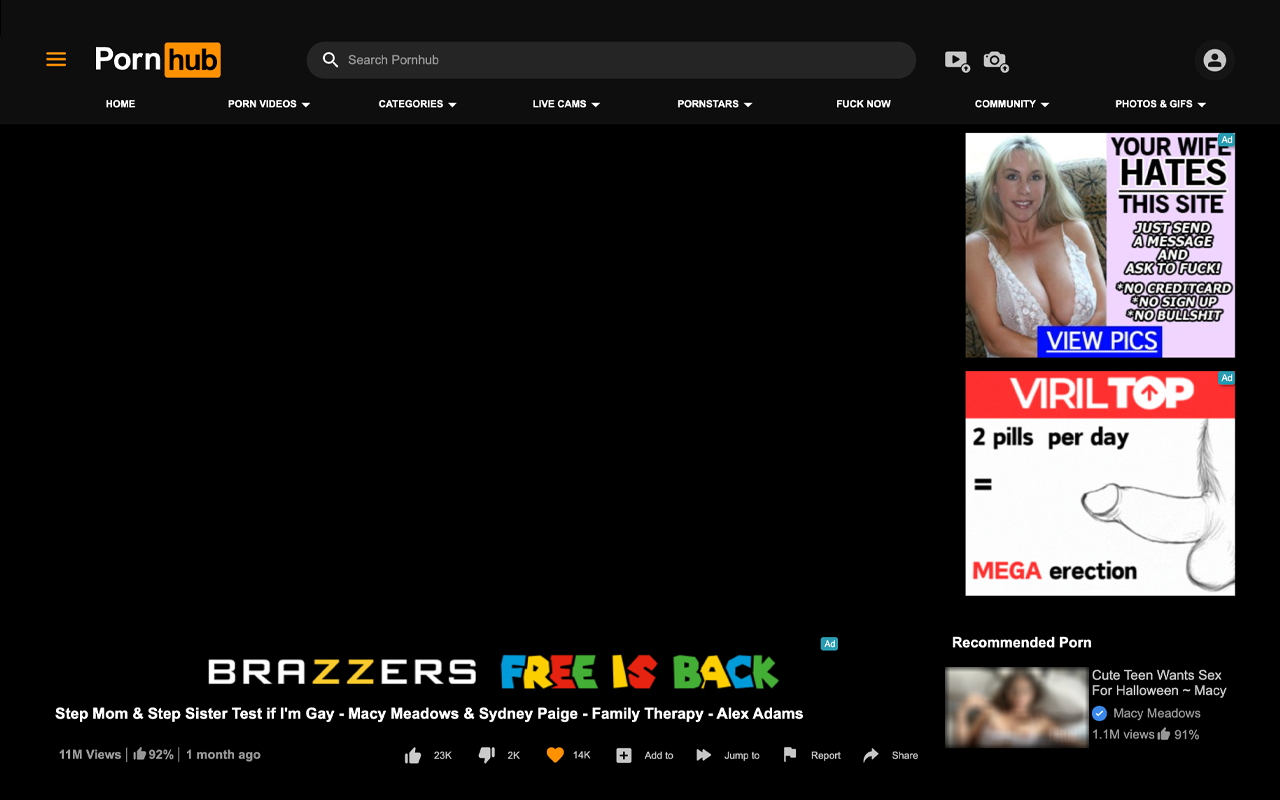 Porn hub
Search Pornhub
HOME
PORN VIDEOS
CATEGORIES
LIVE CAMS
PORNSTARS
FUCK NOW
COMMUNITY
PHOTOS & GIFS
Ad
YOUR WIFE
HATES
THIS SITE
JUST SEND
A MESSAGE
AND
ASK TO FUCK!
*NO CREDITCARD
*NO SIGN UP
*NO BULLSHIT
VIEW PICS
Ad
VIRILTOP
2 pills per day
=
MEGA erection
Ad
BRAZZERS FREE IS BACK
Step Mom & Step Sister Test if I'm Gay - Macy Meadows & Sydney Paige - Family Therapy - Alex Adams
11M Views | 92% | 1 month ago
23K
2K
14K
Add to
Jump to
Report
Share
Recommended Porn
Cute Teen Wants Sex
For Halloween ~ Macy
Macy Meadows
1.1M views 91%